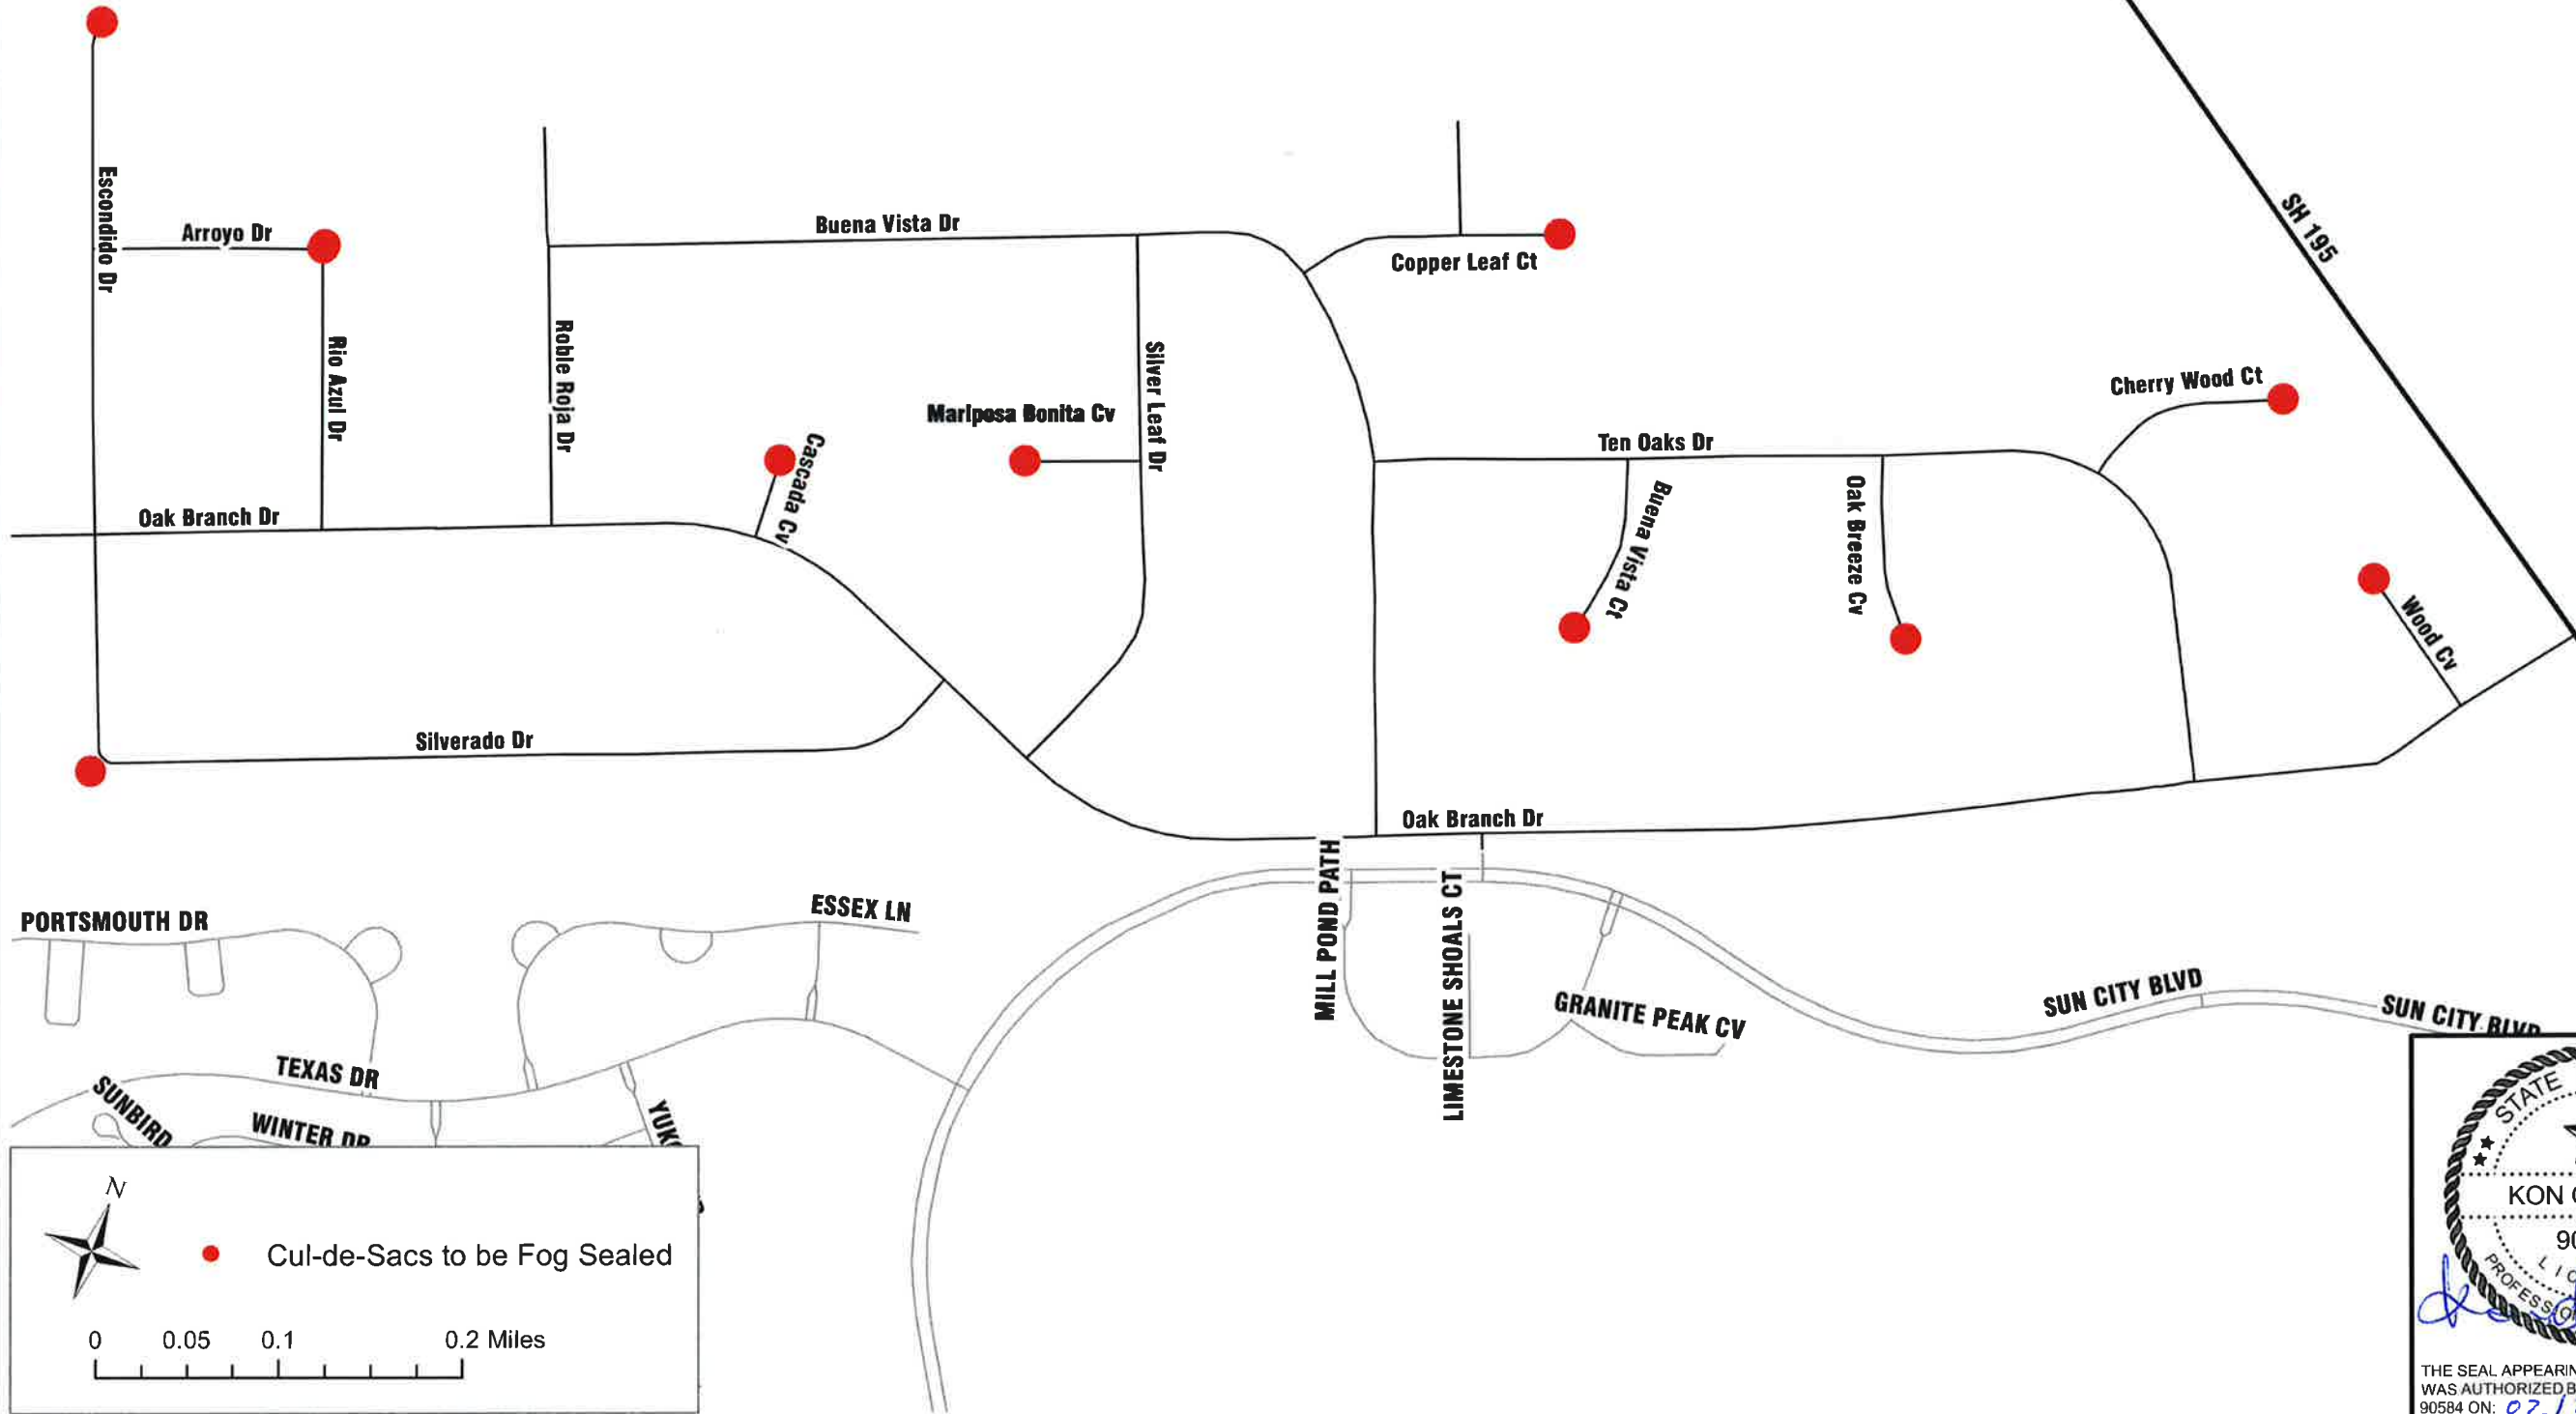 Escondido Dr
Arroyo Dr
Rio Azul Dr
Oak Branch Dr
Roble Roja Dr
Buena Vista Dr
Silver Leaf Dr
Mariposa Bonita Cv
Cascada Cv
Silverado Dr
Copper Leaf Ct
SH 195
Cherry Wood Ct
Ten Oaks Dr
Buena Vista Ct
Oak Breeze Cv
Wood Cv
Oak Branch Dr
MILL POND PATH
LIMESTONE SHOALS CT
GRANITE PEAK CV
SUN CITY BLVD
SUN CITY BLVD
PORTSMOUTH DR
ESSEX LN
TEXAS DR
SUNBIRD
WINTER DR
N
Cul-de-Sacs to be Fog Sealed
0 0.05 0.1 0.2 Miles
STATE
KON
PROFESS
THE SEAL APPEARIN
WAS AUTHORIZED B
90584 ON: